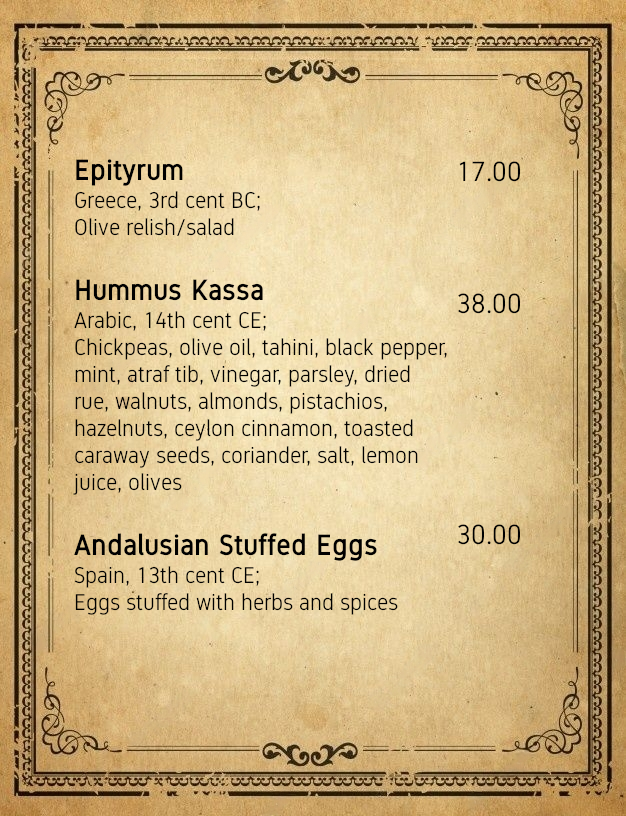 Epityrum 17.00
Greece, 3rd cent BC;
Olive relish/salad
Hummus Kassa 38.00
Arabic, 14th cent CE;
Chickpeas, olive oil, tahini, black pepper,
mint, atraf tib, vinegar, parsley, dried
rue, walnuts, almonds, pistachios,
hazelnuts, ceylon cinnamon, toasted
caraway seeds, coriander, salt, lemon
juice, olives
Andalusian Stuffed Eggs 30.00
Spain, 13th cent CE;
Eggs stuffed with herbs and spices